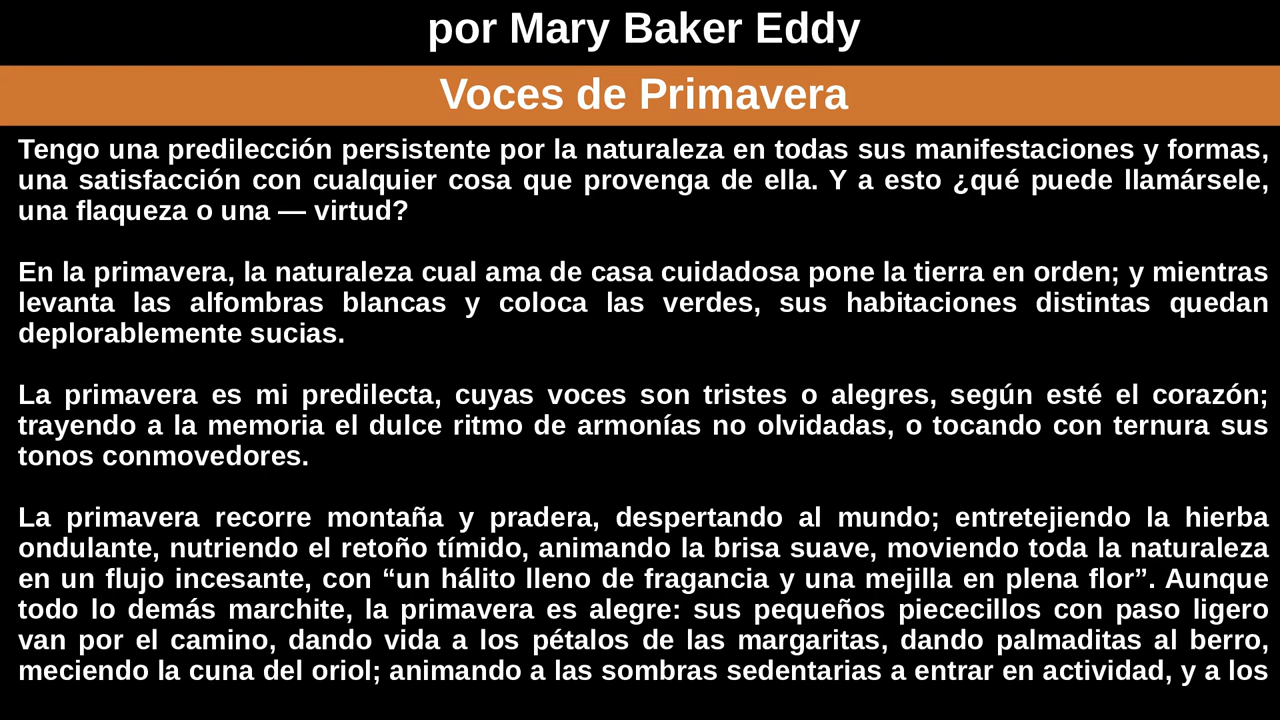 por Mary Baker Eddy
Voces de Primavera
Tengo una predilección persistente por la naturaleza en todas sus manifestaciones y formas,
una satisfacción con cualquier cosa que provenga de ella. Y a esto ¿qué puede llamársele,
una flaqueza o una — virtud?
En la primavera, la naturaleza cual ama de casa cuidadosa pone la tierra en orden; y mientras
levanta las alfombras blancas y coloca las verdes, sus habitaciones distintas quedan
deplorablemente sucias.
La primavera es mi predilecta, cuyas voces son tristes o alegres, según esté el corazón;
trayendo a la memoria el dulce ritmo de armonías no olvidadas, o tocando con ternura sus
tonos conmovedores.
La primavera recorre montaña y pradera, despertando al mundo; entretejiendo la hierba
ondulante, nutriendo el retoño tímido, animando la brisa suave, moviendo toda la naturaleza
en un flujo incesante, con “un hálito lleno de fragancia y una mejilla en plena flor”. Aunque
todo lo demás marchite, la primavera es alegre: sus pequeños piececillos con paso ligero
van por el camino, dando vida a los pétalos de las margaritas, dando palmaditas al berro,
meciendo la cuna del oriol; animando a las sombras sedentarias a entrar en actividad, y a los